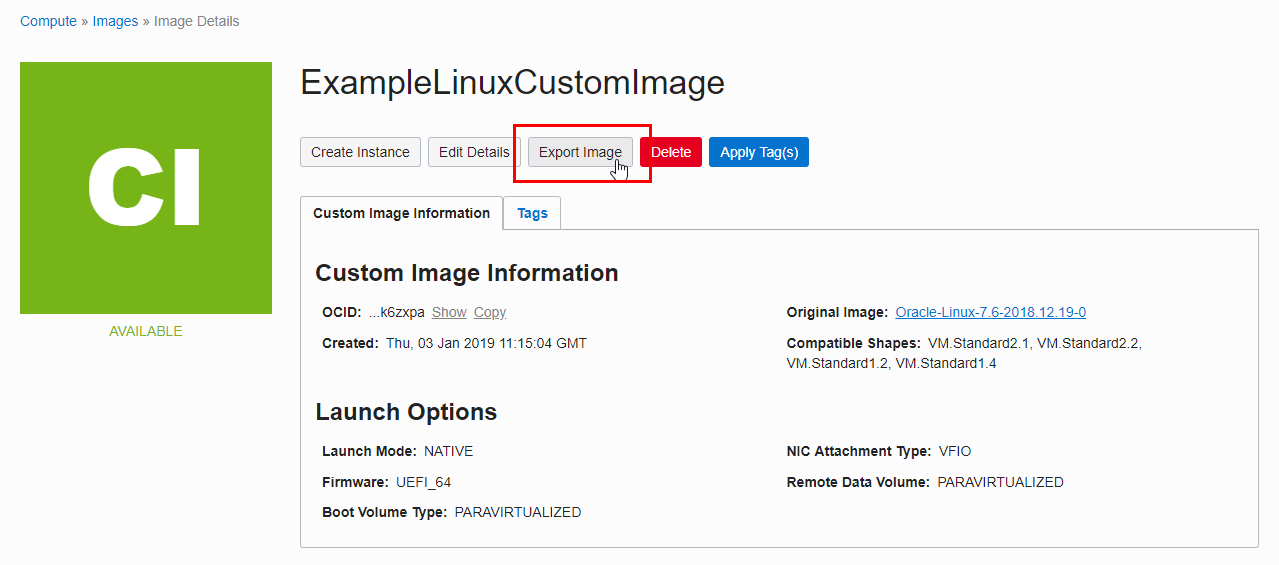 Compute » Images » Image Details
CI
AVAILABLE
ExampleLinuxCustomImage
Create Instance Edit Details Export Image Delete Apply Tag(s)
Custom Image Information Tags
Custom Image Information
OCID: ...k6zxpa Show Copy
Created: Thu, 03 Jan 2019 11:15:04 GMT
Original Image: Oracle-Linux-7.6-2018.12.19-0
Compatible Shapes: VM.Standard2.1, VM.Standard2.2,
VM.Standard1.2, VM.Standard1.4
Launch Options
Launch Mode: NATIVE
Firmware: UEFI_64
Boot Volume Type: PARAVIRTUALIZED
NIC Attachment Type: VFIO
Remote Data Volume: PARAVIRTUALIZED